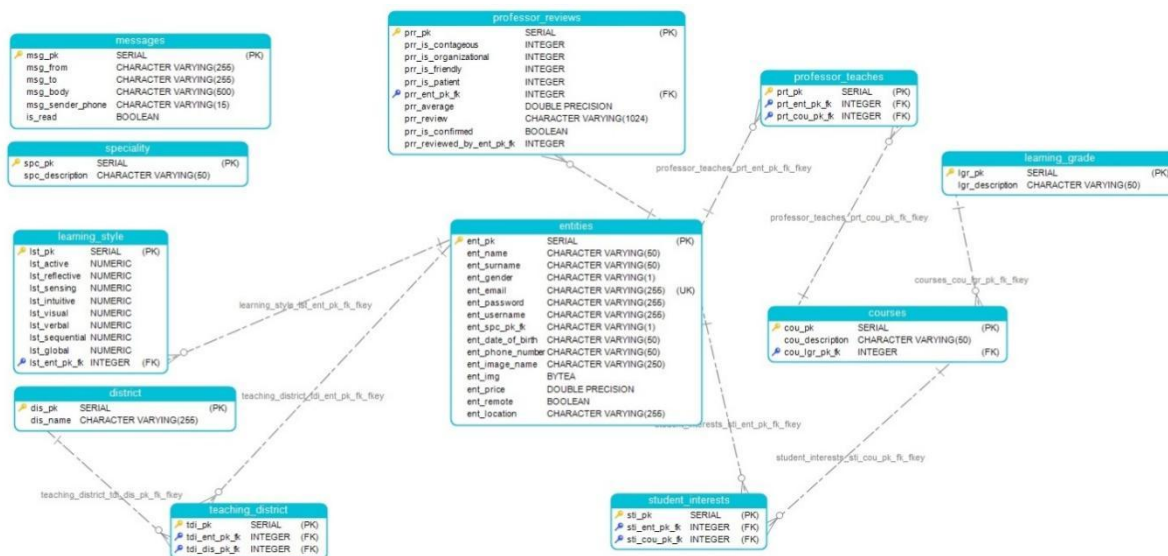 messages
msg_pk SERIAL (PK)
msg_from CHARACTER VARYING(255)
msg_to CHARACTER VARYING(255)
msg_body CHARACTER VARYING(500)
msg_sender_phone CHARACTER VARYING(15)
is_read BOOLEAN
speciality
spc_pk SERIAL (PK)
spc_description CHARACTER VARYING(50)
professor_reviews
prr_pk SERIAL (PK)
prr_is_contageous INTEGER
prr_is_organizational INTEGER
prr_is_friendly INTEGER
prr_is_patient INTEGER
prr_ent_pk_fk INTEGER (FK)
prr_average DOUBLE PRECISION
prr_review CHARACTER VARYING(1024)
prr_is_confirmed BOOLEAN
prr_reviewed_by_ent_pk_fk INTEGER
professor_teaches
prt_pk SERIAL (PK)
prt_ent_pk_fk INTEGER (FK)
prt_cou_pk_fk INTEGER (FK)
professor_teaches_prt_ent_pk_fk_fkey
learning_grade
lgr_pk SERIAL (PK)
lgr_description CHARACTER VARYING(50)
professor_teaches_prt_cou_pk_fk_fkey
learning_style
lst_pk SERIAL (PK)
lst_active NUMERIC
lst_reflective NUMERIC
lst_sensing NUMERIC
lst_intuitive NUMERIC
lst_visual NUMERIC
lst_verbal NUMERIC
lst_sequential NUMERIC
lst_global NUMERIC
lst_ent_pk_fk INTEGER (FK)
learning_style_lst_ent_pk_fk_fkey
entities
ent_pk SERIAL (PK)
ent_name CHARACTER VARYING(50)
ent_surname CHARACTER VARYING(50)
ent_gender CHARACTER VARYING(1)
ent_email CHARACTER VARYING(255) (UK)
ent_password CHARACTER VARYING(255)
ent_username CHARACTER VARYING(255)
ent_spc_pk_fk CHARACTER VARYING(1)
ent_date_of_birth CHARACTER VARYING(50)
ent_phone_number CHARACTER VARYING(50)
ent_image_name CHARACTER VARYING(250)
ent_img BYTEA
ent_price DOUBLE PRECISION
ent_remote BOOLEAN
ent_location CHARACTER VARYING(255)
courses_cou_lgr_pk_fk_fkey
courses
cou_pk SERIAL (PK)
cou_description CHARACTER VARYING(50)
cou_lgr_pk_fk INTEGER (FK)
district
dis_pk SERIAL (PK)
dis_name CHARACTER VARYING(255)
teaching_district_tdi_ent_pk_fk_fkey
student_interests_sti_ent_pk_fk_fkey
student_interests_sti_cou_pk_fk_fkey
teaching_district_tdi_dis_pk_fk_fkey
teaching_district
tdi_pk SERIAL (PK)
tdi_ent_pk_fk INTEGER (FK)
tdi_dis_pk_fk INTEGER (FK)
student_interests
sti_pk SERIAL (PK)
sti_ent_pk_fk INTEGER (FK)
sti_cou_pk_fk INTEGER (FK)